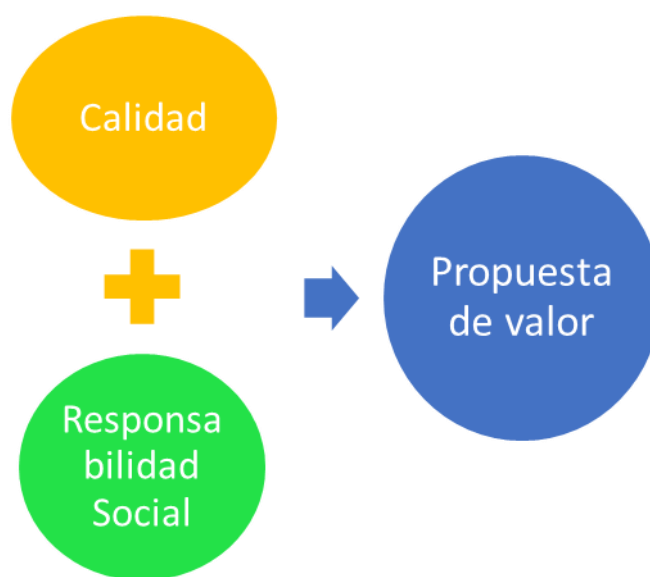 Calidad
Responsa
bilidad
Social
Propuesta
de valor